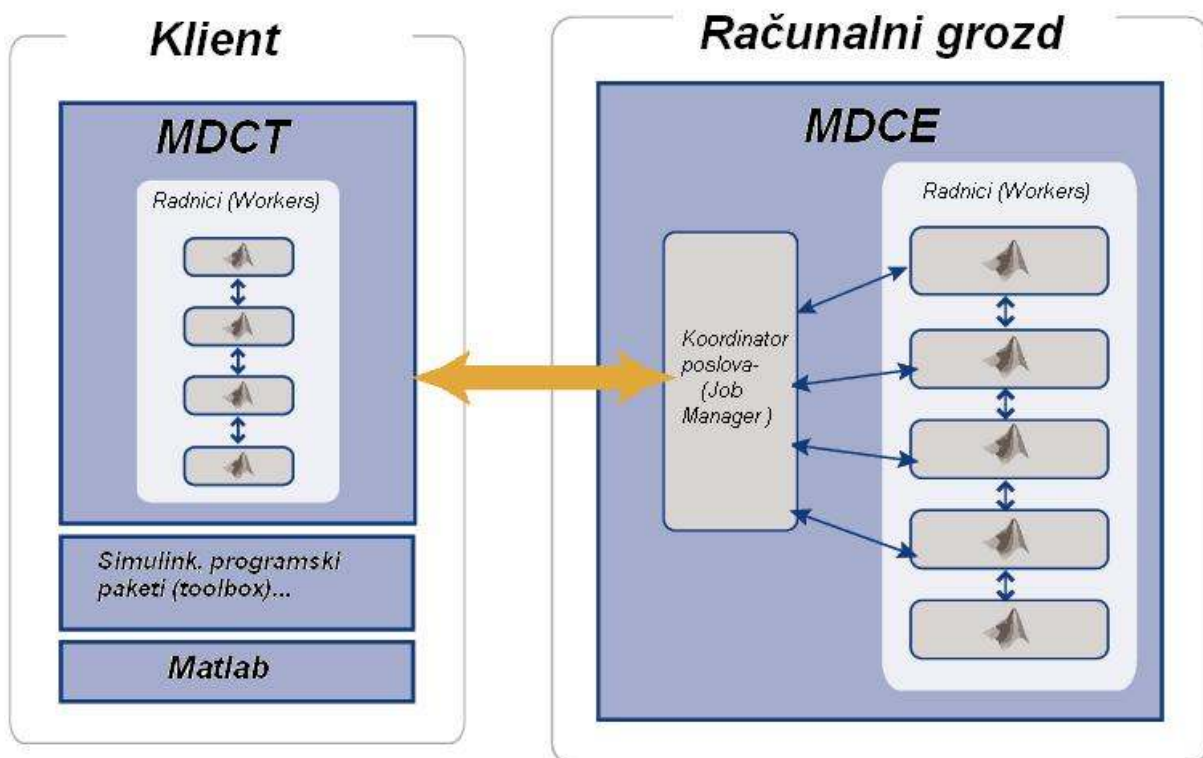 Klient
MDCT
Radnici (Workers)
Simulink, programski
paketi (toolbox)...
Matlab
Računalni grozd
MDCE
Radnici (Workers)
Koordinator
poslova-
(Job
Manager )